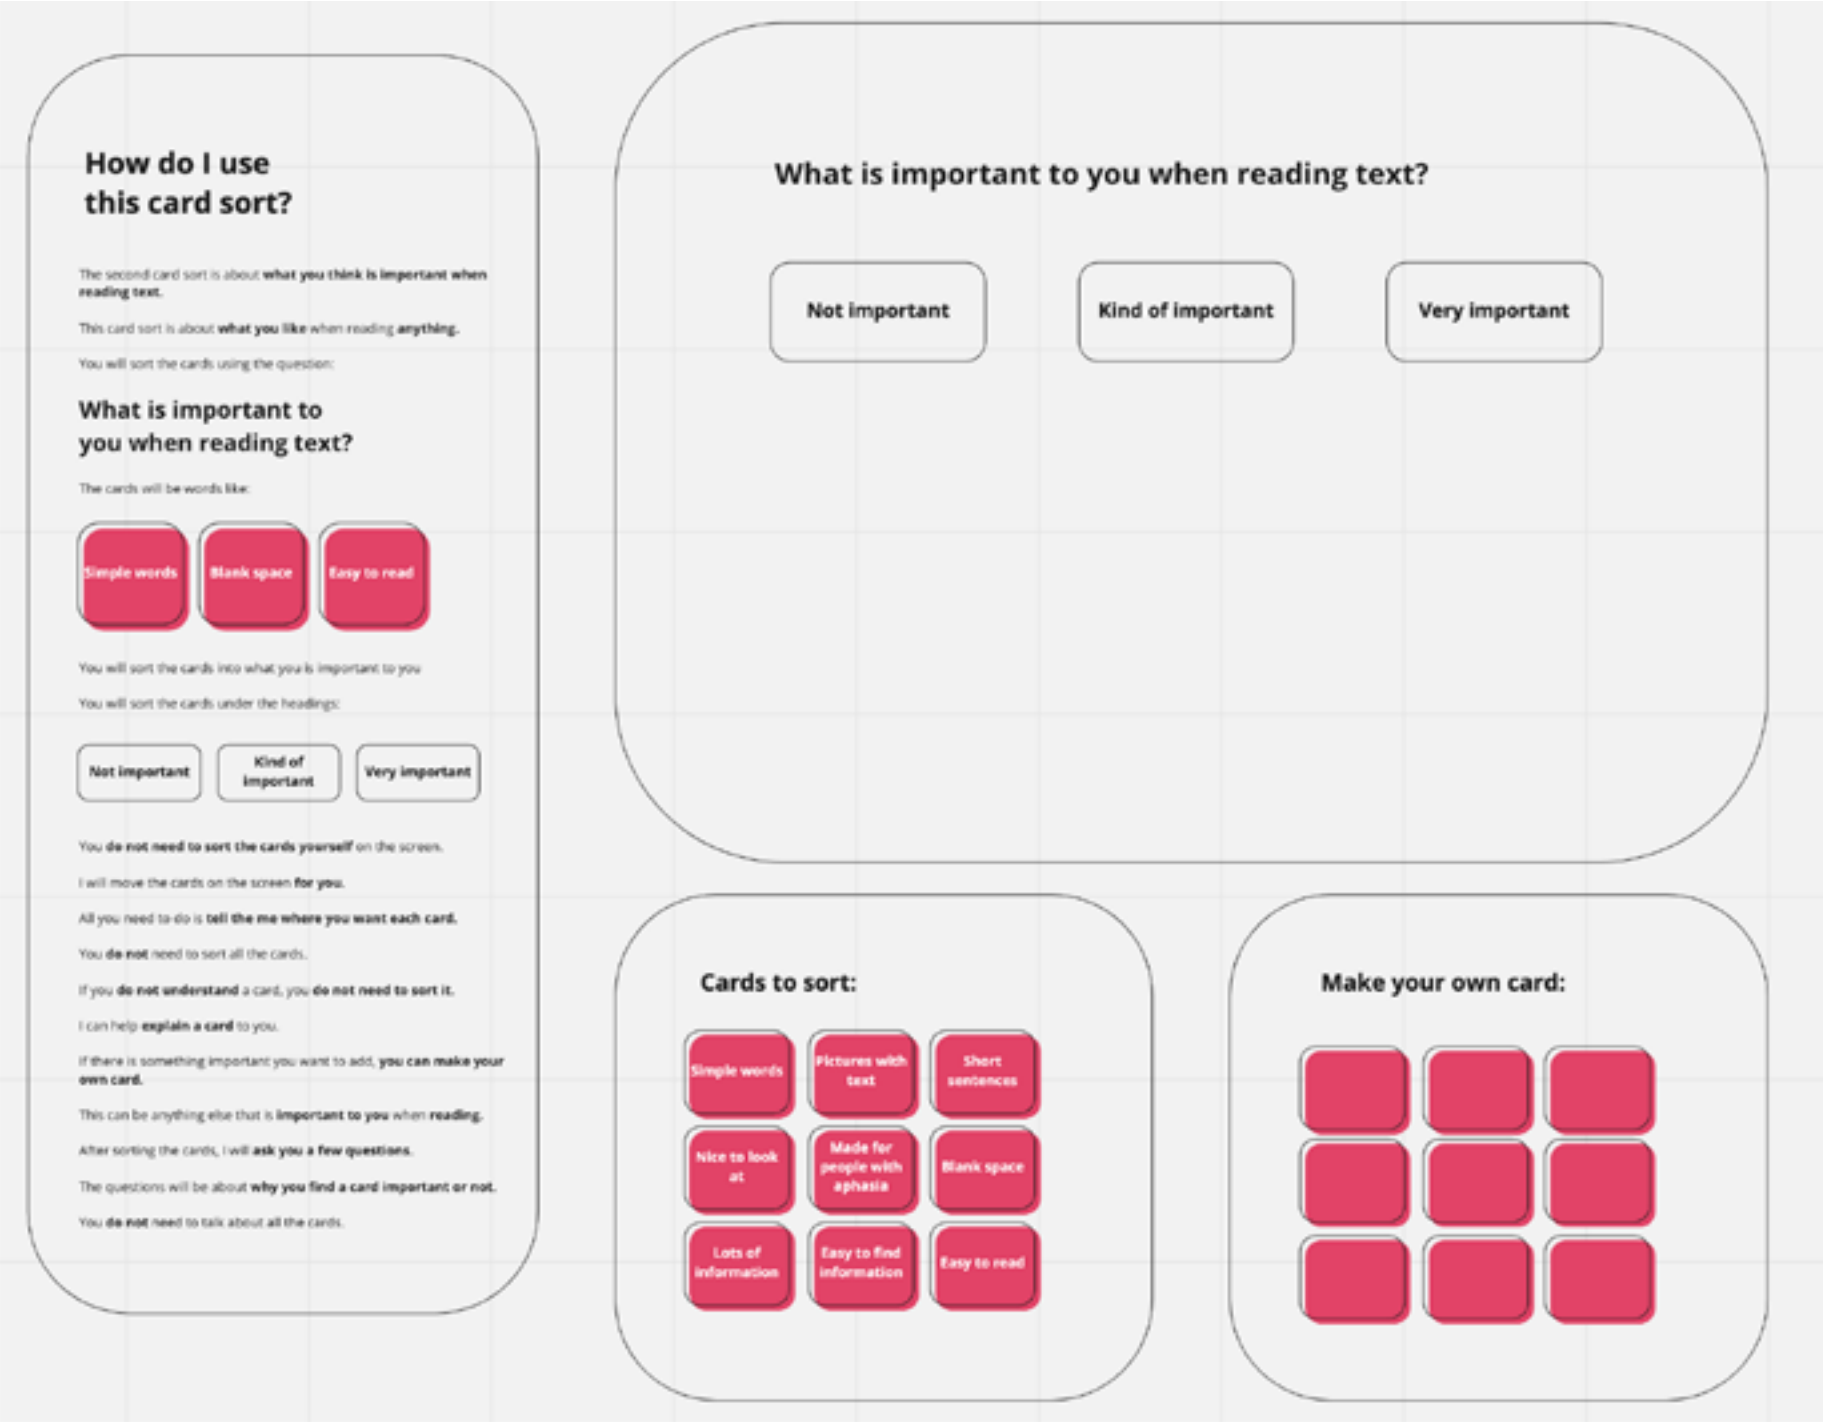 How do I use
this card sort?
The second card sort is about what you think is important when
reading text.
This card sort is about what you like when reading anything.
You will sort the cards using the question:
What is important to
you when reading text?
The cards will be words like:
Simple words
Blank space
Easy to read
You will sort the cards into what you is important to you
You will sort the cards under the headings:
Not important
Kind of
important
Very important
You do not need to sort the cards yourself on the screen.
I will move the cards on the screen for you.
All you need to do is tell the me where you want each card.
You do not need to sort all the cards.
If you do not understand a card, you do not need to sort it.
I can help explain a card to you.
If there is something important you want to add, you can make your
own card.
This can be anything else that is important to you when reading.
After sorting the cards, I will ask you a few questions.
The questions will be about why you find a card important or not.
You do not need to talk about all the cards.
What is important to you when reading text?
Not important
Kind of important
Very important
Cards to sort:
Simple words
Pictures with
text
Short
sentences
Nice to look
at
Made for
people with
aphasia
Blank space
Lots of
information
Easy to find
information
Easy to read
Make your own card: